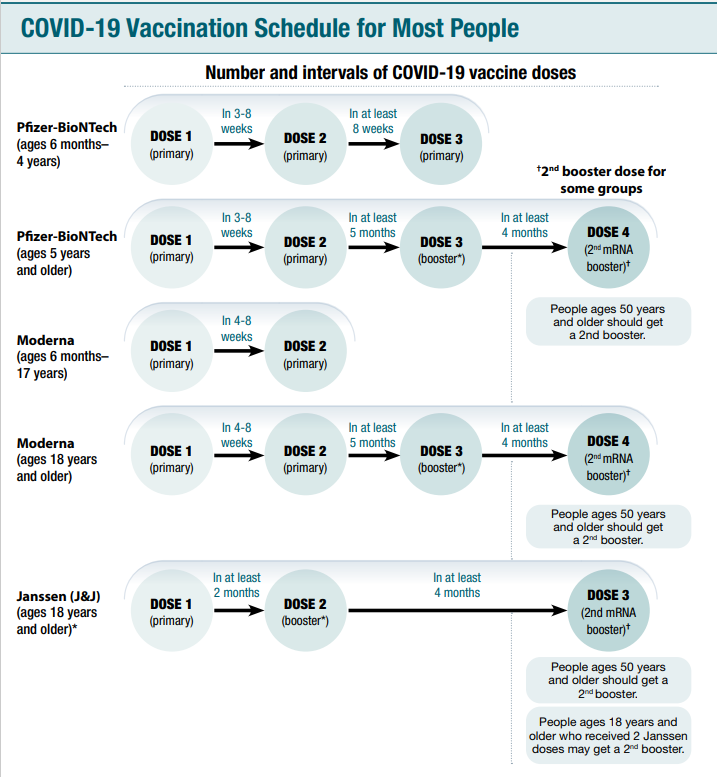 COVID-19 Vaccination Schedule for Most People
Number and intervals of COVID-19 vaccine doses
Pfizer-BioNTech
(ages 6 months–
4 years)
DOSE 1
(primary)
In 3-8
weeks
DOSE 2
(primary)
In at least
8 weeks
DOSE 3
(primary)
†2nd booster dose for
some groups
Pfizer-BioNTech
(ages 5 years
and older)
DOSE 1
(primary)
In 3-8
weeks
DOSE 2
(primary)
In at least
5 months
DOSE 3
(booster*)
In at least
4 months
DOSE 4
(2nd mRNA
booster)†
People ages 50 years
and older should get
a 2nd booster.
Moderna
(ages 6 months–
17 years)
DOSE 1
(primary)
In 4-8
weeks
DOSE 2
(primary)
Moderna
(ages 18 years
and older)
DOSE 1
(primary)
In 4-8
weeks
DOSE 2
(primary)
In at least
5 months
DOSE 3
(booster*)
In at least
4 months
DOSE 4
(2nd mRNA
booster)†
People ages 50 years
and older should get
a 2nd booster.
Janssen (J&J)
(ages 18 years
and older)*
DOSE 1
(primary)
In at least
2 months
DOSE 2
(booster*)
In at least
4 months
DOSE 3
(2nd mRNA
booster)†
People ages 50 years
and older should get a
2nd booster.
People ages 18 years and
older who received 2 Janssen
doses may get a 2nd booster.